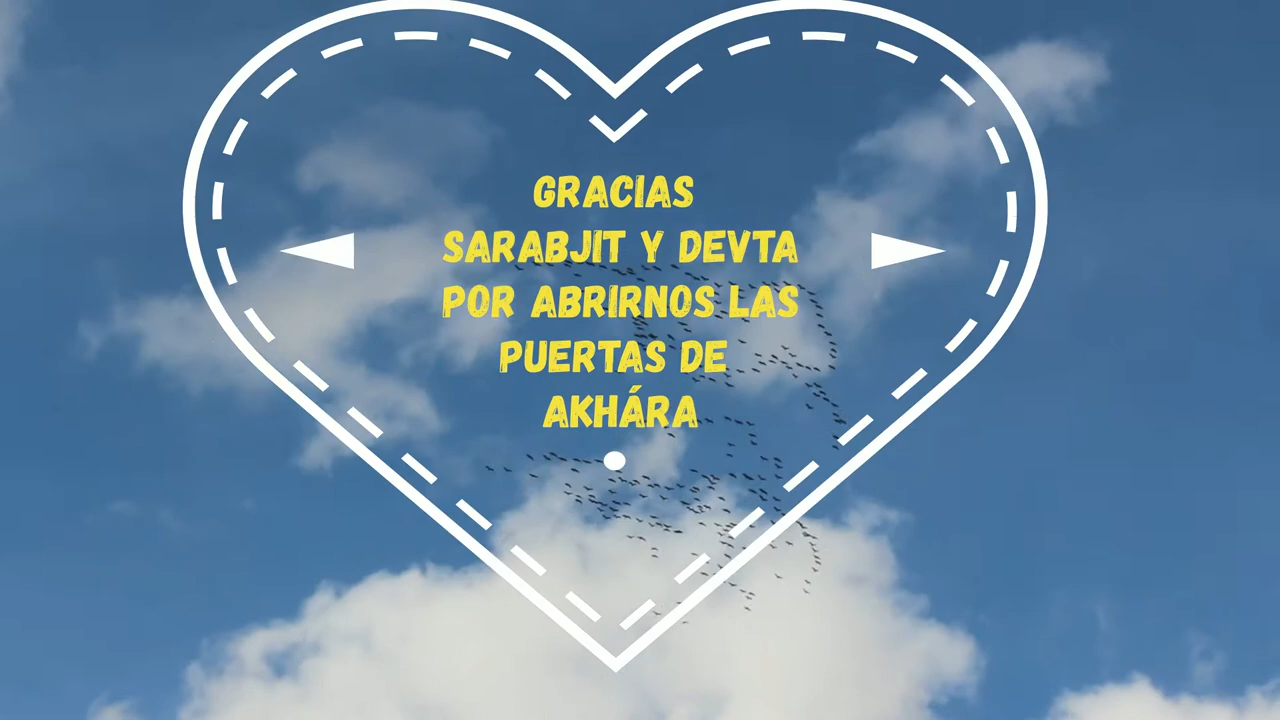 GRACIAS
SARABJIT Y DEVTA
POR ABRIRNOS LAS
PUERTAS DE
AKHÁRA